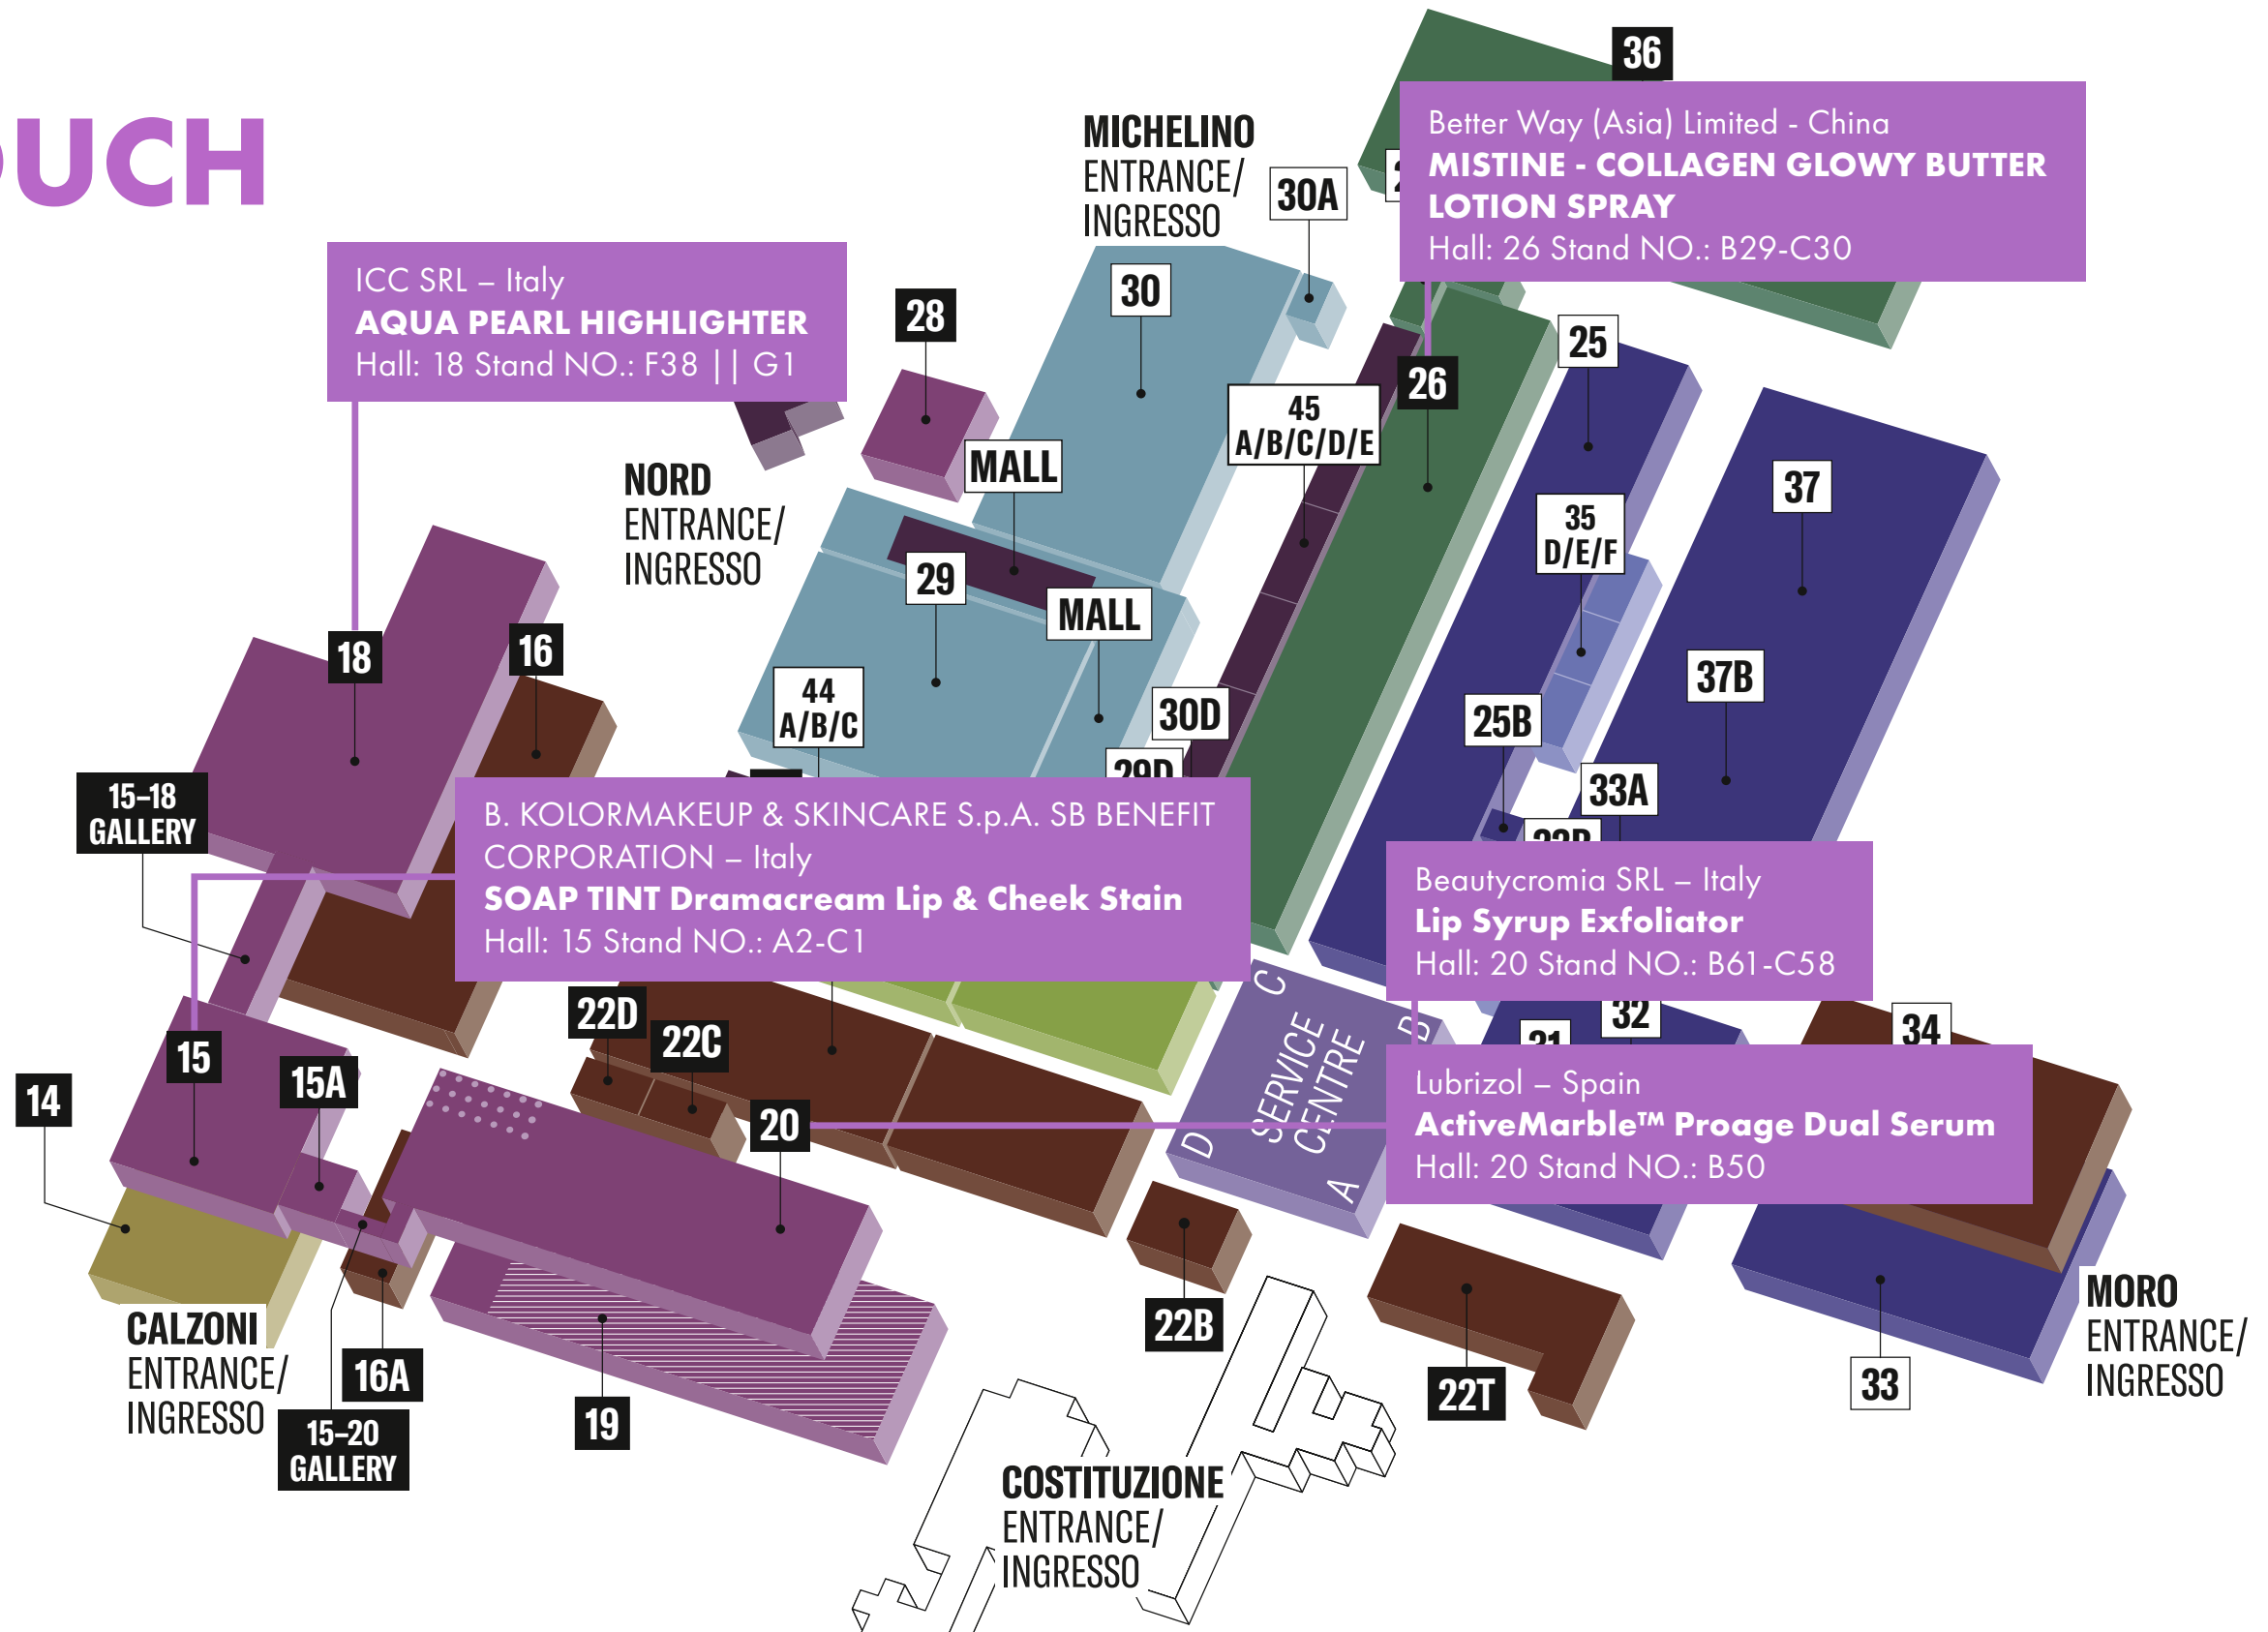 OUCH
36
MICHELINO
ENTRANCE/
INGRESSO
30A
Better Way (Asia) Limited - China
MISTINE - COLLAGEN GLOWY BUTTER
LOTION SPRAY
Hall: 26 Stand NO.: B29-C30
ICC SRL – Italy
AQUA PEARL HIGHLIGHTER
Hall: 18 Stand NO.: F38 || G1
28
30
25
26
45
A/B/C/D/E
NORD
ENTRANCE/
INGRESSO
MALL
37
35
D/E/F
29
MALL
18
16
44
A/B/C
30D
25B
37B
29D
33A
15–18
GALLERY
B. KOLORMAKEUP & SKINCARE S.p.A. SB BENEFIT
CORPORATION – Italy
SOAP TINT Dramacream Lip & Cheek Stain
Hall: 15 Stand NO.: A2-C1
Beautycromia SRL – Italy
Lip Syrup Exfoliator
Hall: 20 Stand NO.: B61-C58
22D
22C
C
B
SERVICE
CENTRE
D
A
31
32
34
15
15A
14
20
Lubrizol – Spain
ActiveMarble™ Proage Dual Serum
Hall: 20 Stand NO.: B50
CALZONI
ENTRANCE/
INGRESSO
16A
15–20
GALLERY
19
22B
22T
33
MORO
ENTRANCE/
INGRESSO
COSTITUZIONE
ENTRANCE/
INGRESSO